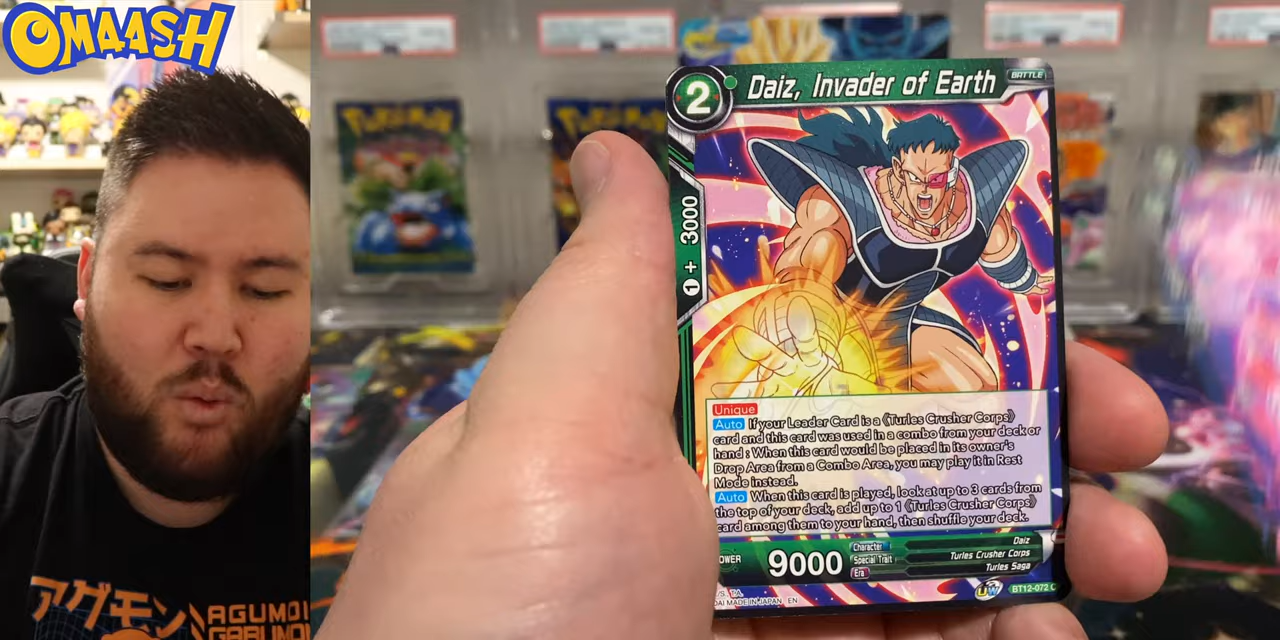 OMAASH
Pokémon
Pokémon
2
Daiz, Invader of Earth
BATTLE
1 + 3000
Unique
Auto If your Leader Card is a 《Turles Crusher Corps》
card and this card was used in a combo from your deck or
hand : When this card would be placed in its owner's
Drop Area from a Combo Area, you may play it in Rest
Mode instead.
Auto When this card is played, look at up to 3 cards from
the top of your deck, add up to 1 《Turles Crusher Corps》
card among them to your hand, then shuffle your deck.
OWER 9000
Character Daiz
Special Trait Turles Crusher Corps
Era Turles Saga
DAI MADE IN JAPAN EN
UW
BT12-072 C
アグモン
AGUMO
GABUMO